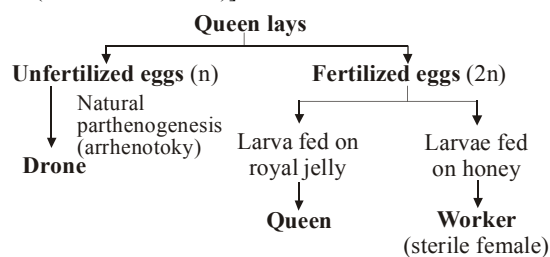 Queen lays
Unfertilized eggs (n)
Fertilized eggs (2n)
Natural
parthenogenesis
(arrhenotoky)
Drone
Larva fed on
royal jelly
Queen
Larvae fed
on honey
Worker
(sterile female)